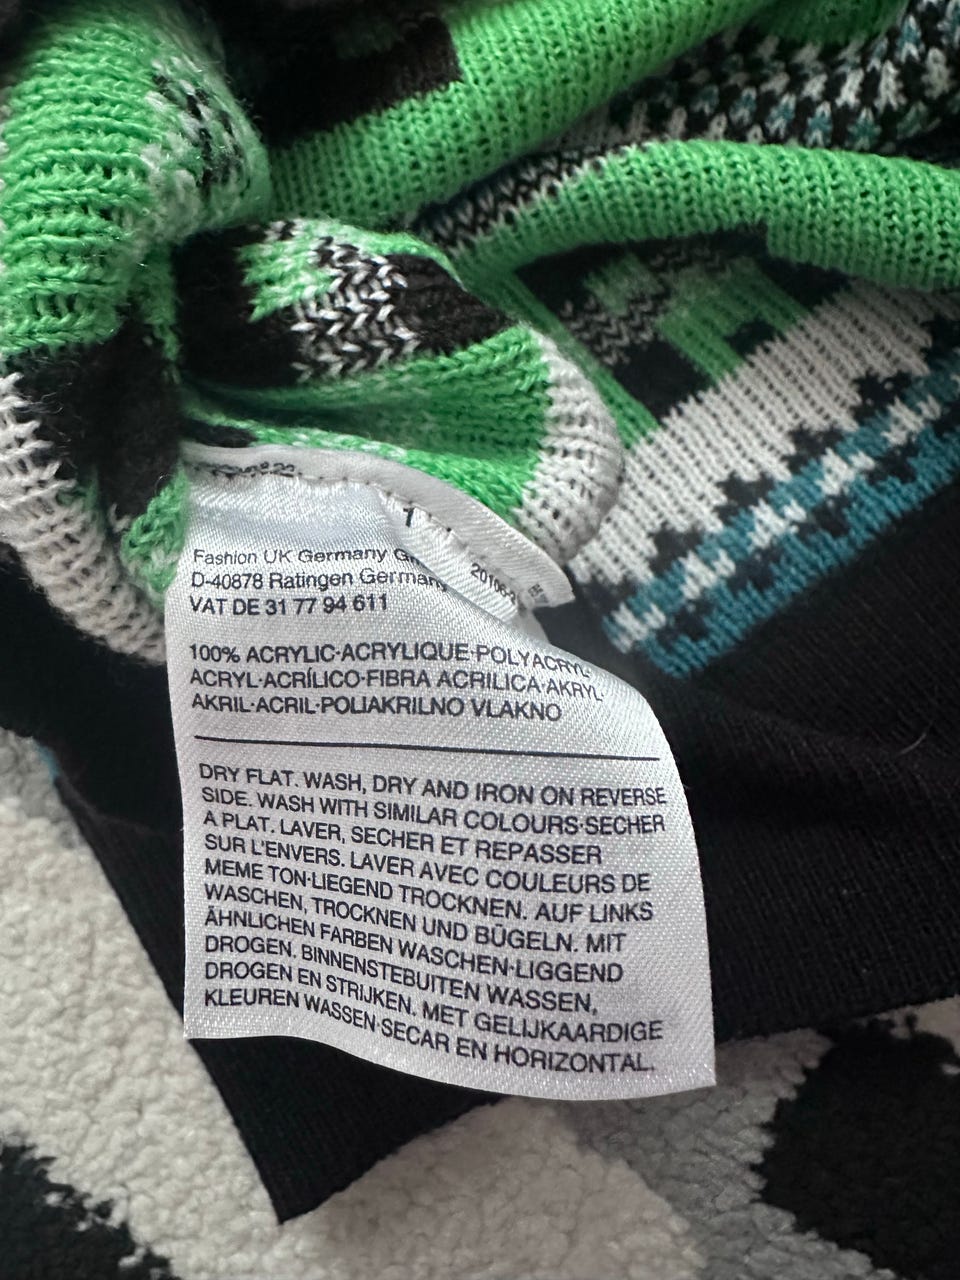 1
20106-
Fashion UK Germany G
D-40878 Ratingen Germany
VAT DE 31 77 94 611
100% ACRYLIC·ACRYLIQUE·POLYACRYL·
ACRYL·ACRÍLICO·FIBRA ACRILICA·AKRYL·
AKRIL·ACRIL·POLIAKRILNO VLAKNO
DRY FLAT. WASH, DRY AND IRON ON REVERSE
SIDE. WASH WITH SIMILAR COLOURS·SECHER
A PLAT. LAVER, SECHER ET REPASSER
SUR L'ENVERS. LAVER AVEC COULEURS DE
MEME TON·LIEGEND TROCKNEN. AUF LINKS
WASCHEN, TROCKNEN UND BÜGELN. MIT
ÄHNLICHEN FARBEN WASCHEN·LIGGEND
DROGEN. BINNENSTEBUITEN WASSEN,
DROGEN EN STRIJKEN. MET GELIJKAARDIGE
KLEUREN WASSEN·SECAR EN HORIZONTAL.